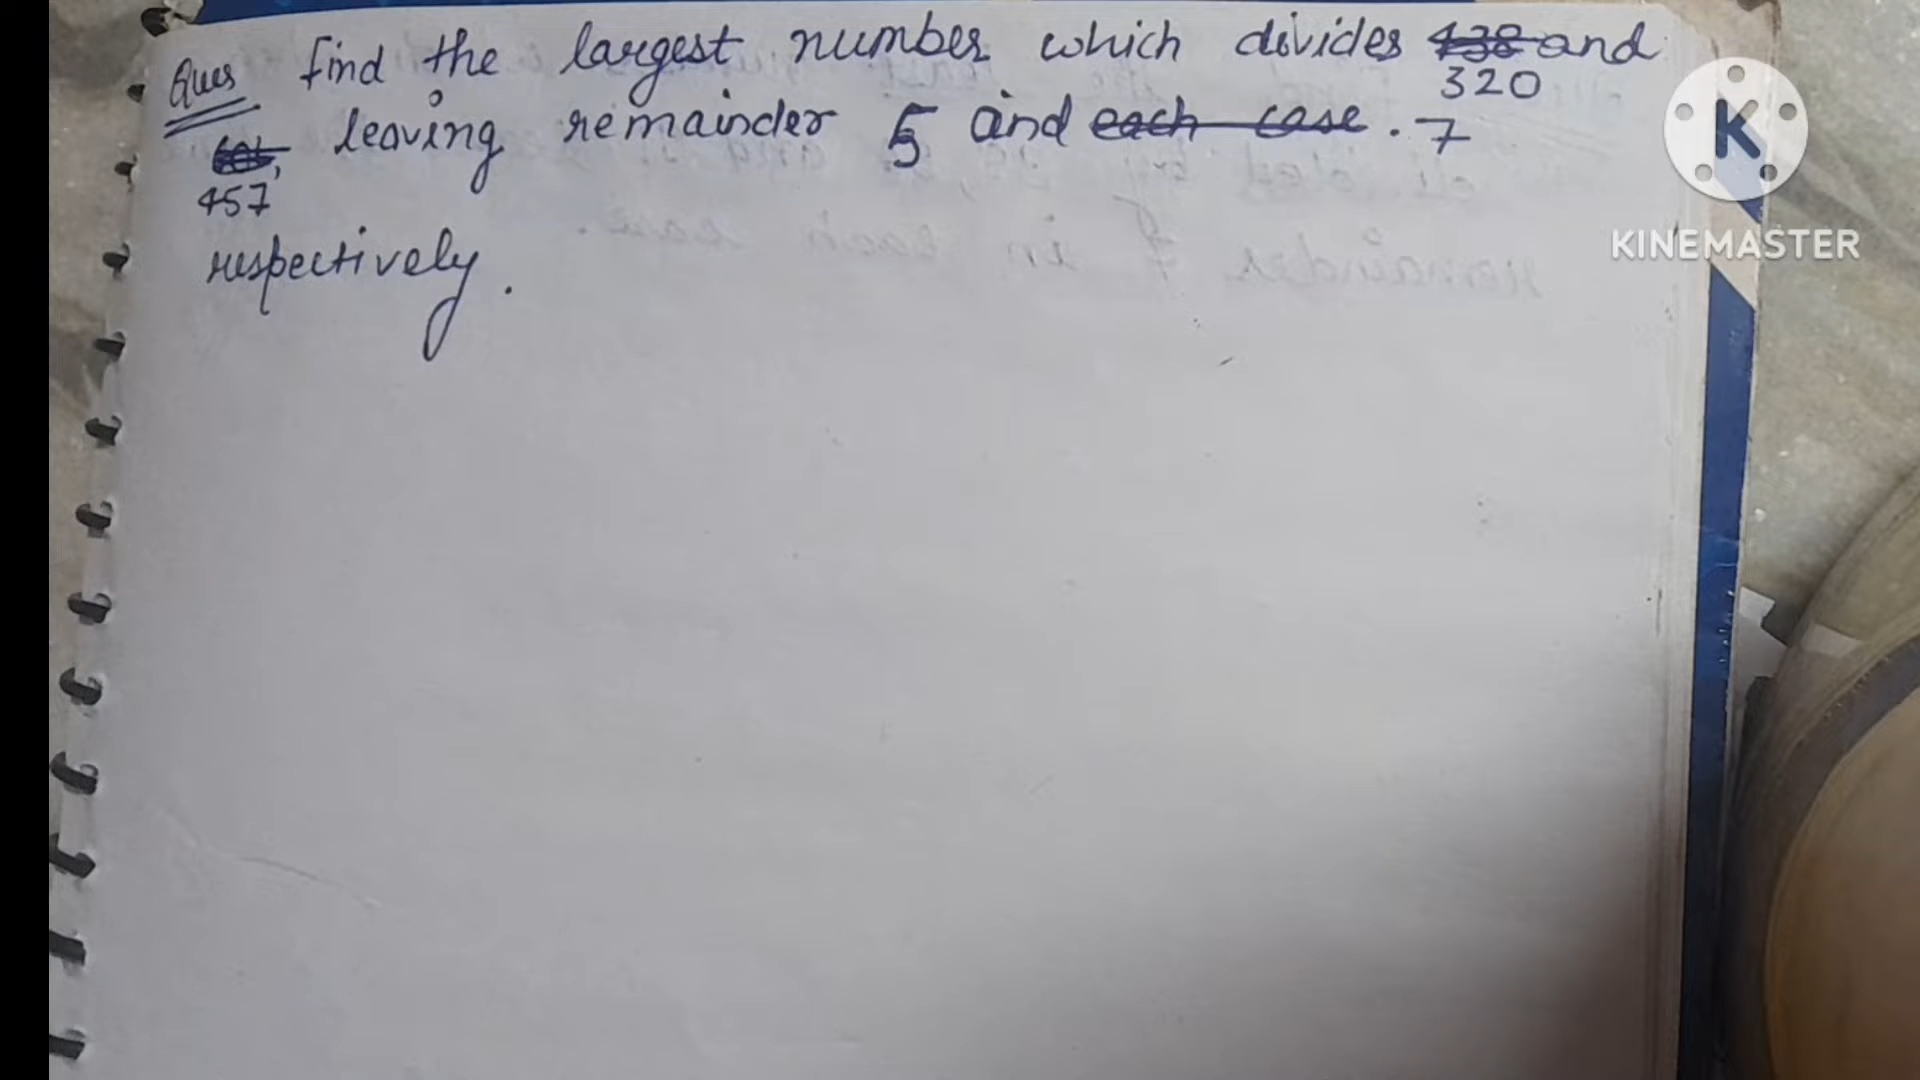 Ques find the largest number which divides 438 and
320
leaving remainder 5 and each case. 7
457
respectively.
K
KINEMASTER